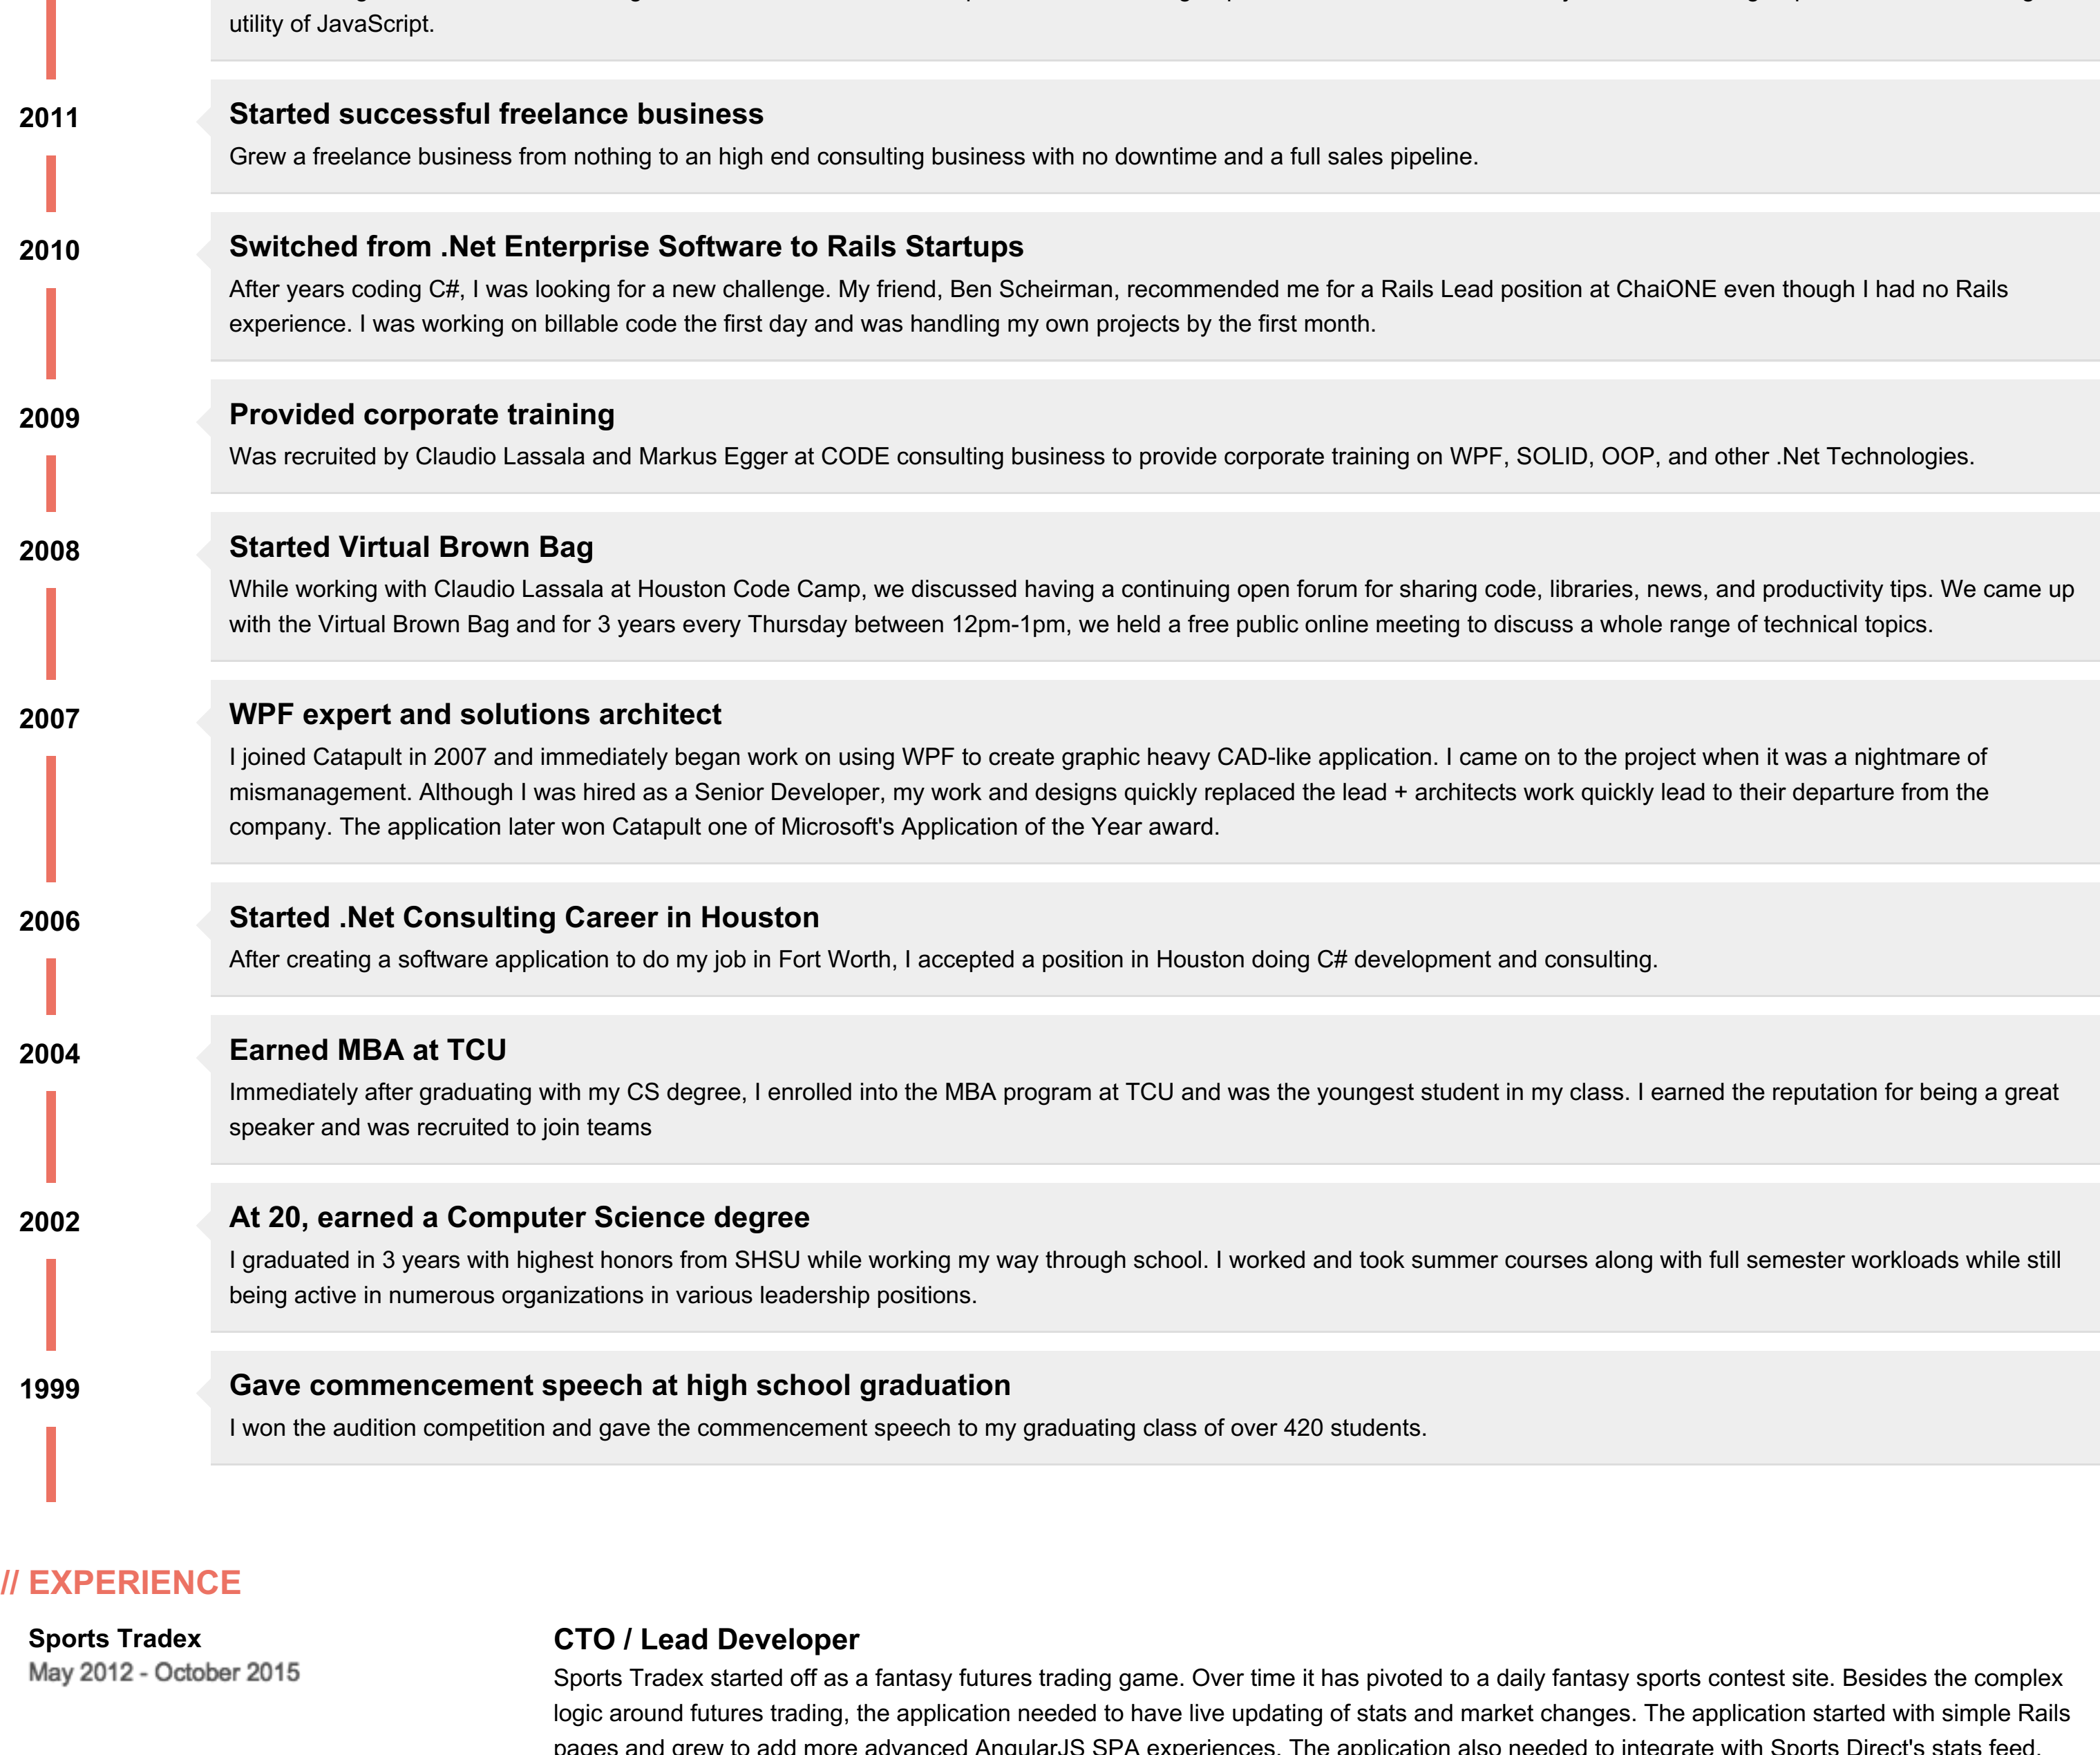 utility of JavaScript.
2011
Started successful freelance business
Grew a freelance business from nothing to an high end consulting business with no downtime and a full sales pipeline.
2010
Switched from .Net Enterprise Software to Rails Startups
After years coding C#, I was looking for a new challenge. My friend, Ben Scheirman, recommended me for a Rails Lead position at ChaiONE even though I had no Rails
experience. I was working on billable code the first day and was handling my own projects by the first month.
2009
Provided corporate training
Was recruited by Claudio Lassala and Markus Egger at CODE consulting business to provide corporate training on WPF, SOLID, OOP, and other .Net Technologies.
2008
Started Virtual Brown Bag
While working with Claudio Lassala at Houston Code Camp, we discussed having a continuing open forum for sharing code, libraries, news, and productivity tips. We came up
with the Virtual Brown Bag and for 3 years every Thursday between 12pm-1pm, we held a free public online meeting to discuss a whole range of technical topics.
2007
WPF expert and solutions architect
I joined Catapult in 2007 and immediately began work on using WPF to create graphic heavy CAD-like application. I came on to the project when it was a nightmare of
mismanagement. Although I was hired as a Senior Developer, my work and designs quickly replaced the lead + architects work quickly lead to their departure from the
company. The application later won Catapult one of Microsoft's Application of the Year award.
2006
Started .Net Consulting Career in Houston
After creating a software application to do my job in Fort Worth, I accepted a position in Houston doing C# development and consulting.
2004
Earned MBA at TCU
Immediately after graduating with my CS degree, I enrolled into the MBA program at TCU and was the youngest student in my class. I earned the reputation for being a great
speaker and was recruited to join teams
2002
At 20, earned a Computer Science degree
I graduated in 3 years with highest honors from SHSU while working my way through school. I worked and took summer courses along with full semester workloads while still
being active in numerous organizations in various leadership positions.
1999
Gave commencement speech at high school graduation
I won the audition competition and gave the commencement speech to my graduating class of over 420 students.
// EXPERIENCE
Sports Tradex
May 2012 - October 2015
CTO / Lead Developer
Sports Tradex started off as a fantasy futures trading game. Over time it has pivoted to a daily fantasy sports contest site. Besides the complex
logic around futures trading, the application needed to have live updating of stats and market changes. The application started with simple Rails
pages and grew to add more advanced AngularJS SPA experiences. The application also needed to integrate with Sports Direct's stats feed.